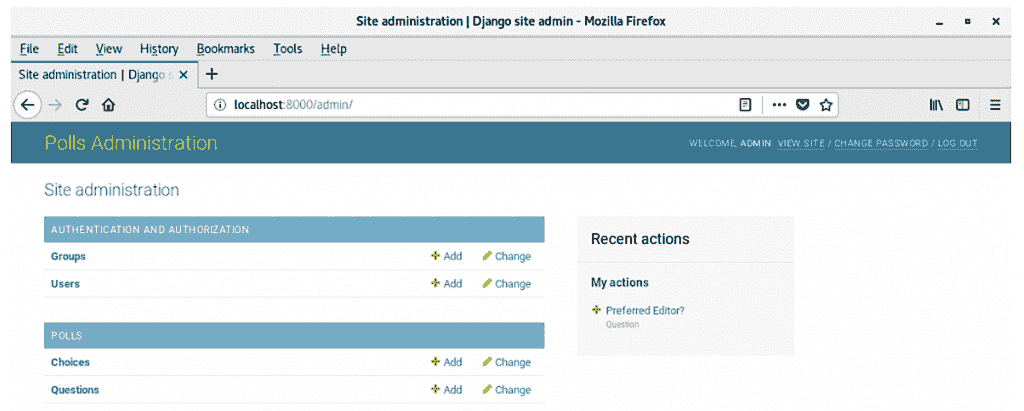 Site administration | Django site admin - Mozilla Firefox
File Edit View History Bookmarks Tools Help
Site administration | Django s
localhost:8000/admin/
Polls Administration
WELCOME, ADMIN VIEW SITE / CHANGE PASSWORD / LOG OUT
Site administration
AUTHENTICATION AND AUTHORIZATION
Groups Add Change
Users Add Change
POLLS
Choices Add Change
Questions Add Change
Recent actions
My actions
Preferred Editor?
Question